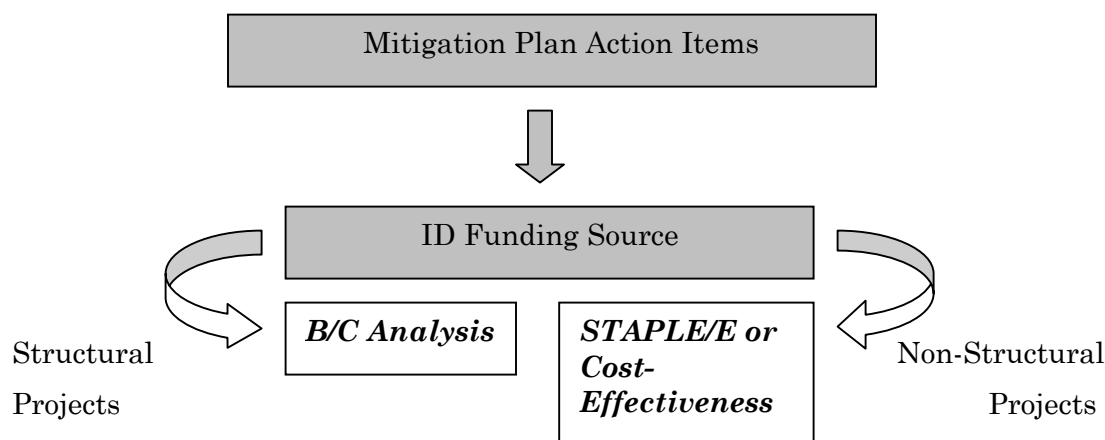 Mitigation Plan Action Items
ID Funding Source
B/C Analysis
STAPLE/E or
Cost-
Effectiveness
Structural
Projects
Non-Structural
Projects